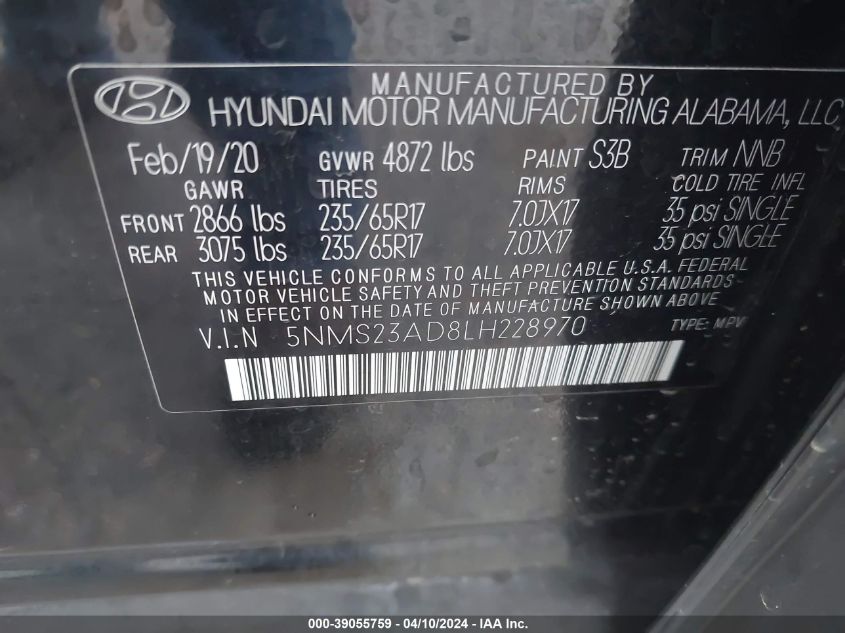 MANUFACTURED BY
HYUNDAI MOTOR MANUFACTURING ALABAMA, LLC
Feb/19/20 GVWR 4872 lbs PAINT S3B TRIM NNB
GAWR TIRES RIMS COLD TIRE INFL
FRONT 2866 lbs 235/65R17 7.0JX17 35 psi SINGLE
REAR 3075 lbs 235/65R17 7.0JX17 35 psi SINGLE
THIS VEHICLE CONFORMS TO ALL APPLICABLE U.S.A. FEDERAL
MOTOR VEHICLE SAFETY AND THEFT PREVENTION STANDARDS
IN EFFECT ON THE DATE OF MANUFACTURE SHOWN ABOVE
V.I.N 5NMS23AD8LH228970 TYPE: MPV
000-39055759 - 04/10/2024 - IAA Inc.